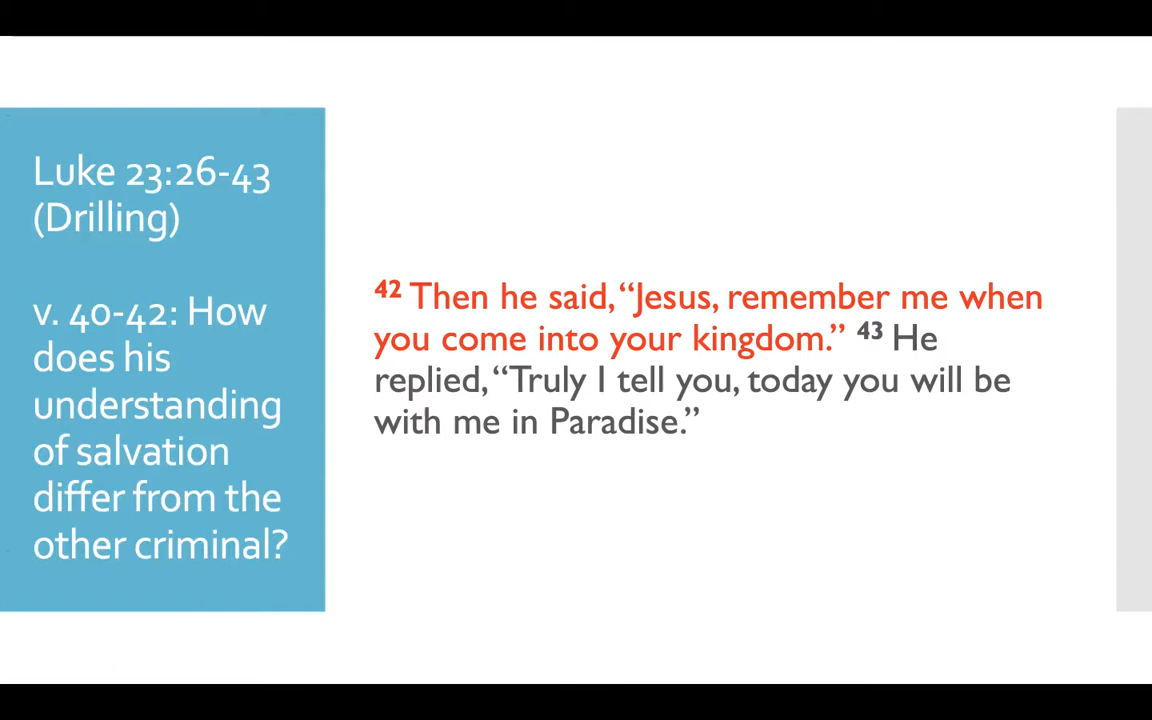 Luke 23:26-43
(Drilling)
v. 40-42: How
does his
understanding
of salvation
differ from the
other criminal?
42 Then he said, “Jesus, remember me when
you come into your kingdom.” 43 He
replied, “Truly I tell you, today you will be
with me in Paradise.”